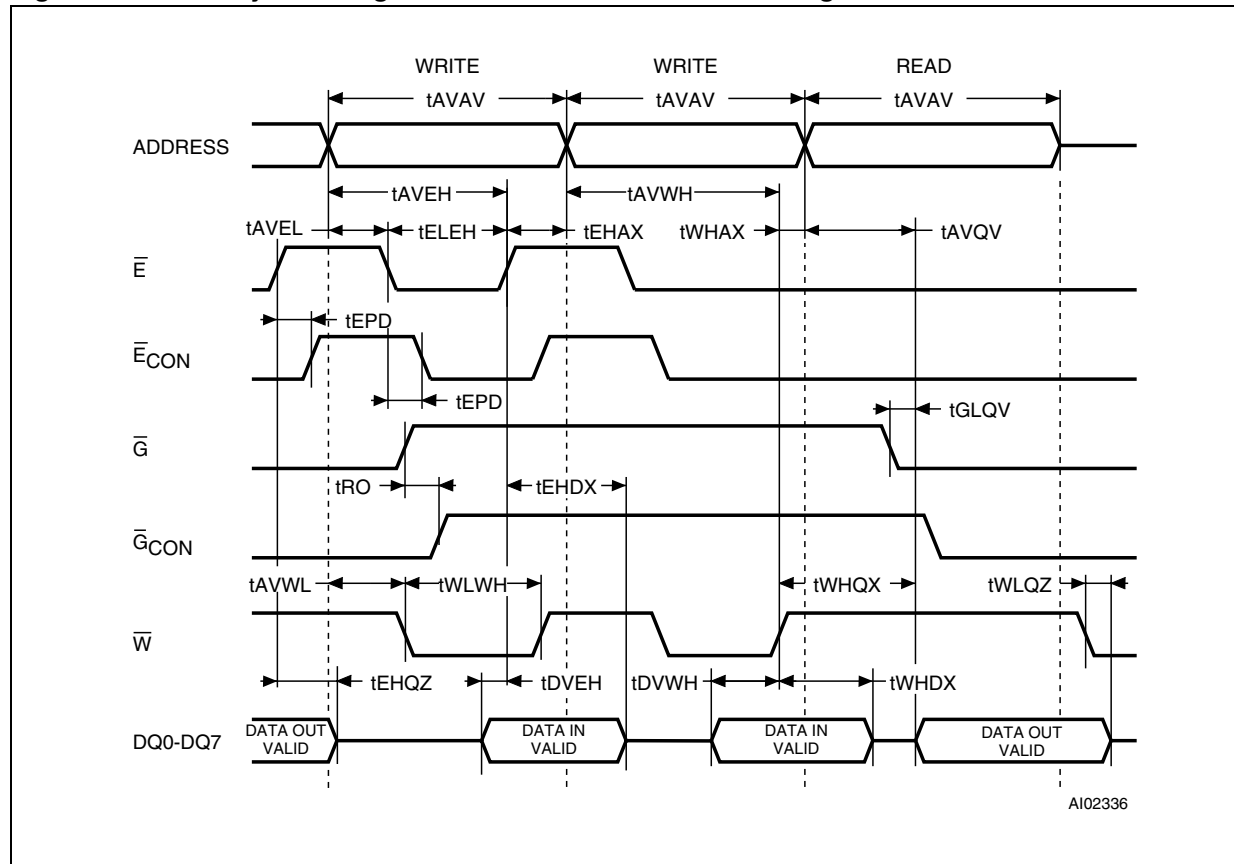 WRITE WRITE READ
tAVAV tAVAV tAVAV
ADDRESS
tAVEH tAVWH
tAVEL tELEH tEHAX tWHAX tAVQV
E̅
tEPD
E̅CON
tEPD tGLQV
G̅
tRO tEHDX
G̅CON
tAVWL tWLWH tWHQX tWLQZ
W̅
tEHQZ tDVEH tDVWH tWHDX
DQ0-DQ7
DATA OUT
VALID
DATA IN
VALID
DATA IN
VALID
DATA OUT
VALID
AI02336